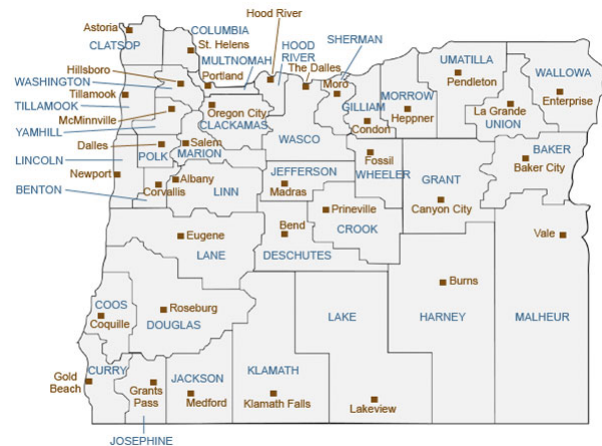 Hood River
Astoria
COLUMBIA
CLATSOP
St. Helens
HOOD
RIVER
SHERMAN
MULTNOMAH
The Dalles
UMATILLA
WALLOWA
Hillsboro
WASHINGTON
Portland
Moro
Pendleton
Tillamook
TILLAMOOK
Oregon City
GILLIAM
MORROW
La Grande
Enterprise
McMinnville
CLACKAMAS
Condon
Heppner
UNION
YAMHILL
WASCO
Dalles
Salem
BAKER
POLK
MARION
Fossil
Baker City
LINCOLN
JEFFERSON
WHEELER
GRANT
Newport
Albany
Corvallis
LINN
Madras
BENTON
Prineville
Canyon City
Eugene
Bend
CROOK
Vale
LANE
DESCHUTES
Burns
COOS
Roseburg
LAKE
HARNEY
MALHEUR
Coquille
DOUGLAS
CURRY
JACKSON
KLAMATH
Gold
Beach
Grants
Pass
Medford
Klamath Falls
Lakeview
JOSEPHINE